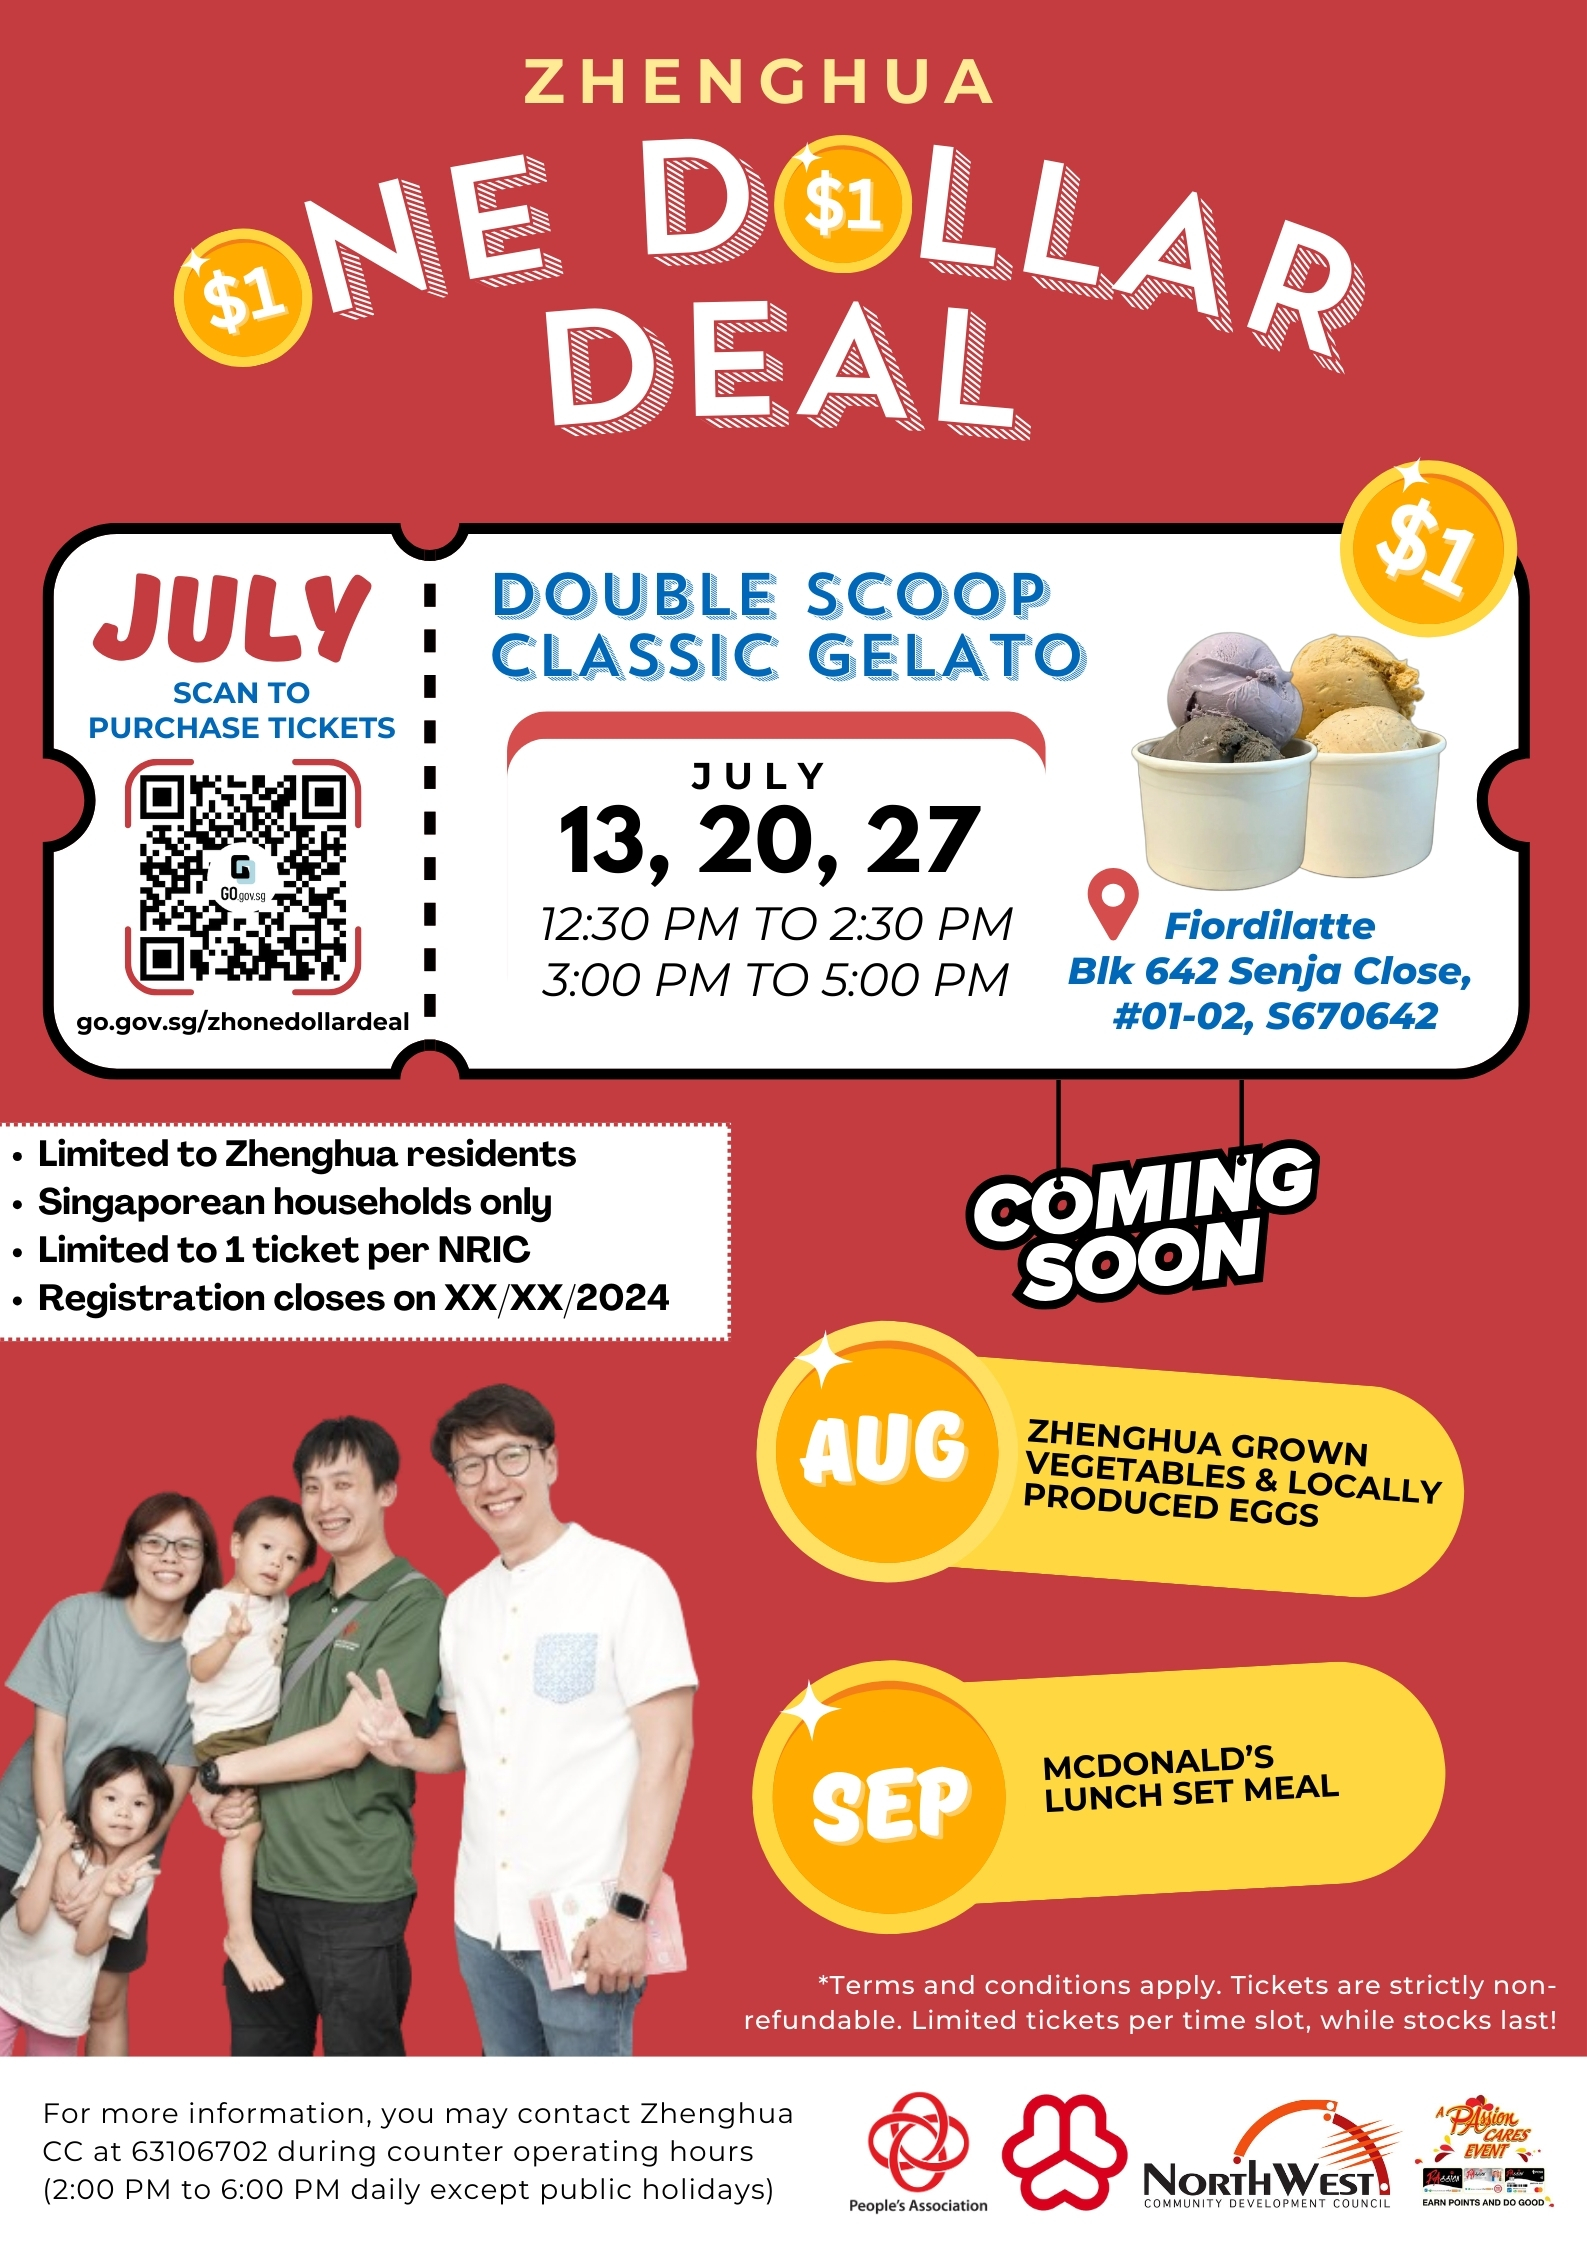 ZHENGHUA
$1NE D$1LLAR
DEAL
$1
JULY
SCAN TO
PURCHASE TICKETS
GO.gov.sg
go.gov.sg/zhonedollardeal
DOUBLE SCOOP
CLASSIC GELATO
JULY
13, 20, 27
12:30 PM TO 2:30 PM
3:00 PM TO 5:00 PM
Fiordilatte
Blk 642 Senja Close,
#01-02, S670642
• Limited to Zhenghua residents
• Singaporean households only
• Limited to 1 ticket per NRIC
• Registration closes on XX/XX/2024
COMING
SOON
AUG
ZHENGHUA GROWN
VEGETABLES & LOCALLY
PRODUCED EGGS
SEP
MCDONALD'S
LUNCH SET MEAL
*Terms and conditions apply. Tickets are strictly non-
refundable. Limited tickets per time slot, while stocks last!
For more information, you may contact Zhenghua
CC at 63106702 during counter operating hours
(2:00 PM to 6:00 PM daily except public holidays)
People's Association
NORTHWEST
COMMUNITY DEVELOPMENT COUNCIL
A PAssion
CARES
EVENT
EARN POINTS AND DO GOOD